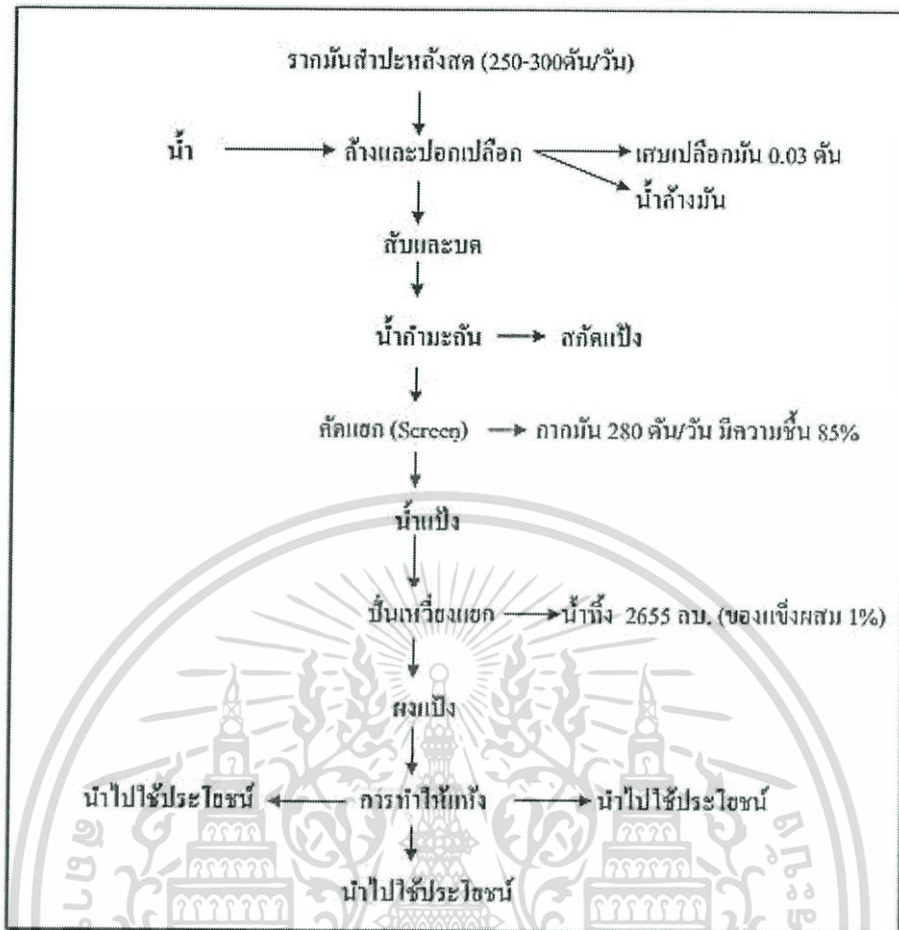 รากมันสำปะหลังสด (250-300ตัน/วัน)
น้ำ ล้างและปอกเปลือก เศษเปลือกมัน 0.03 ตัน
น้ำล้างมัน
สับและบด
น้ำกำมะถัน สกัดแป้ง
คัดแยก (Screen) กากมัน 280 ตัน/วัน มีความชื้น 85%
น้ำแป้ง
ปั่นเหวี่ยงแยก น้ำทิ้ง 2655 ลบ. (ของแข็งผสม 1%)
ผงแป้ง
นำไปใช้ประโยชน์ การทำให้แห้ง นำไปใช้ประโยชน์
นำไปใช้ประโยชน์